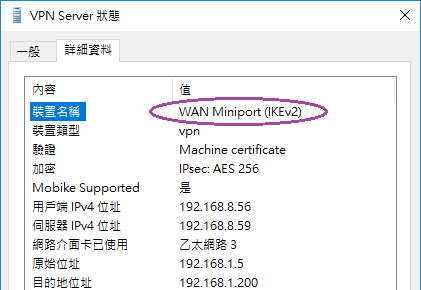 VPN Server 狀態
一般 詳細資料
內容 值
裝置名稱 WAN Miniport (IKEv2)
裝置類型 vpn
驗證 Machine certificate
加密 IPsec: AES 256
Mobike Supported 是
用戶端 IPv4 位址 192.168.8.56
伺服器 IPv4 位址 192.168.8.59
網路介面卡已使用 乙太網路 3
原始位址 192.168.1.5
目的地位址 192.168.1.200